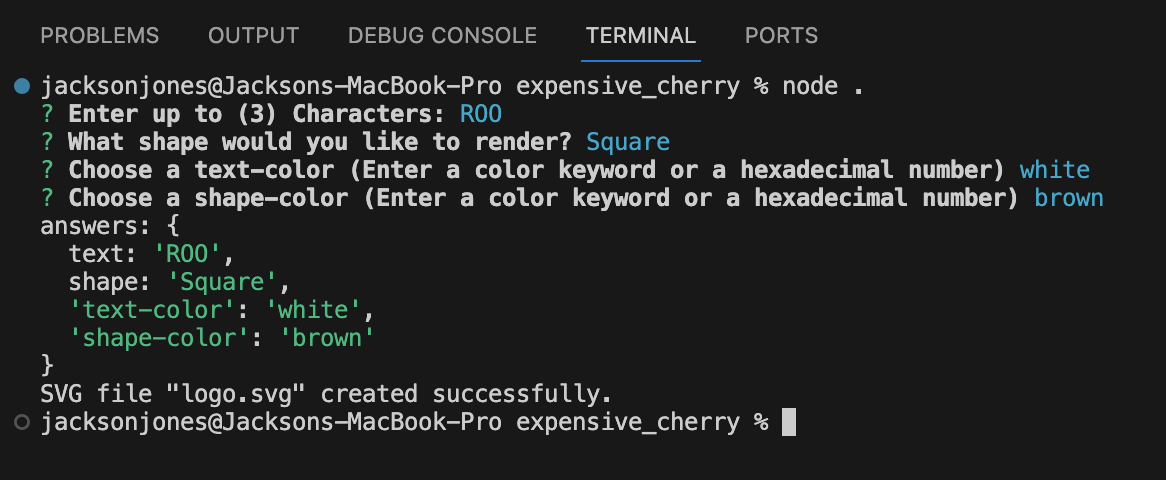 PROBLEMS OUTPUT DEBUG CONSOLE TERMINAL PORTS
jacksonjones@Jacksons-MacBook-Pro expensive_cherry % node .
? Enter up to (3) Characters: ROO
? What shape would you like to render? Square
? Choose a text-color (Enter a color keyword or a hexadecimal number) white
? Choose a shape-color (Enter a color keyword or a hexadecimal number) brown
answers: {
  text: 'ROO',
  shape: 'Square',
  'text-color': 'white',
  'shape-color': 'brown'
}
SVG file "logo.svg" created successfully.
jacksonjones@Jacksons-MacBook-Pro expensive_cherry %